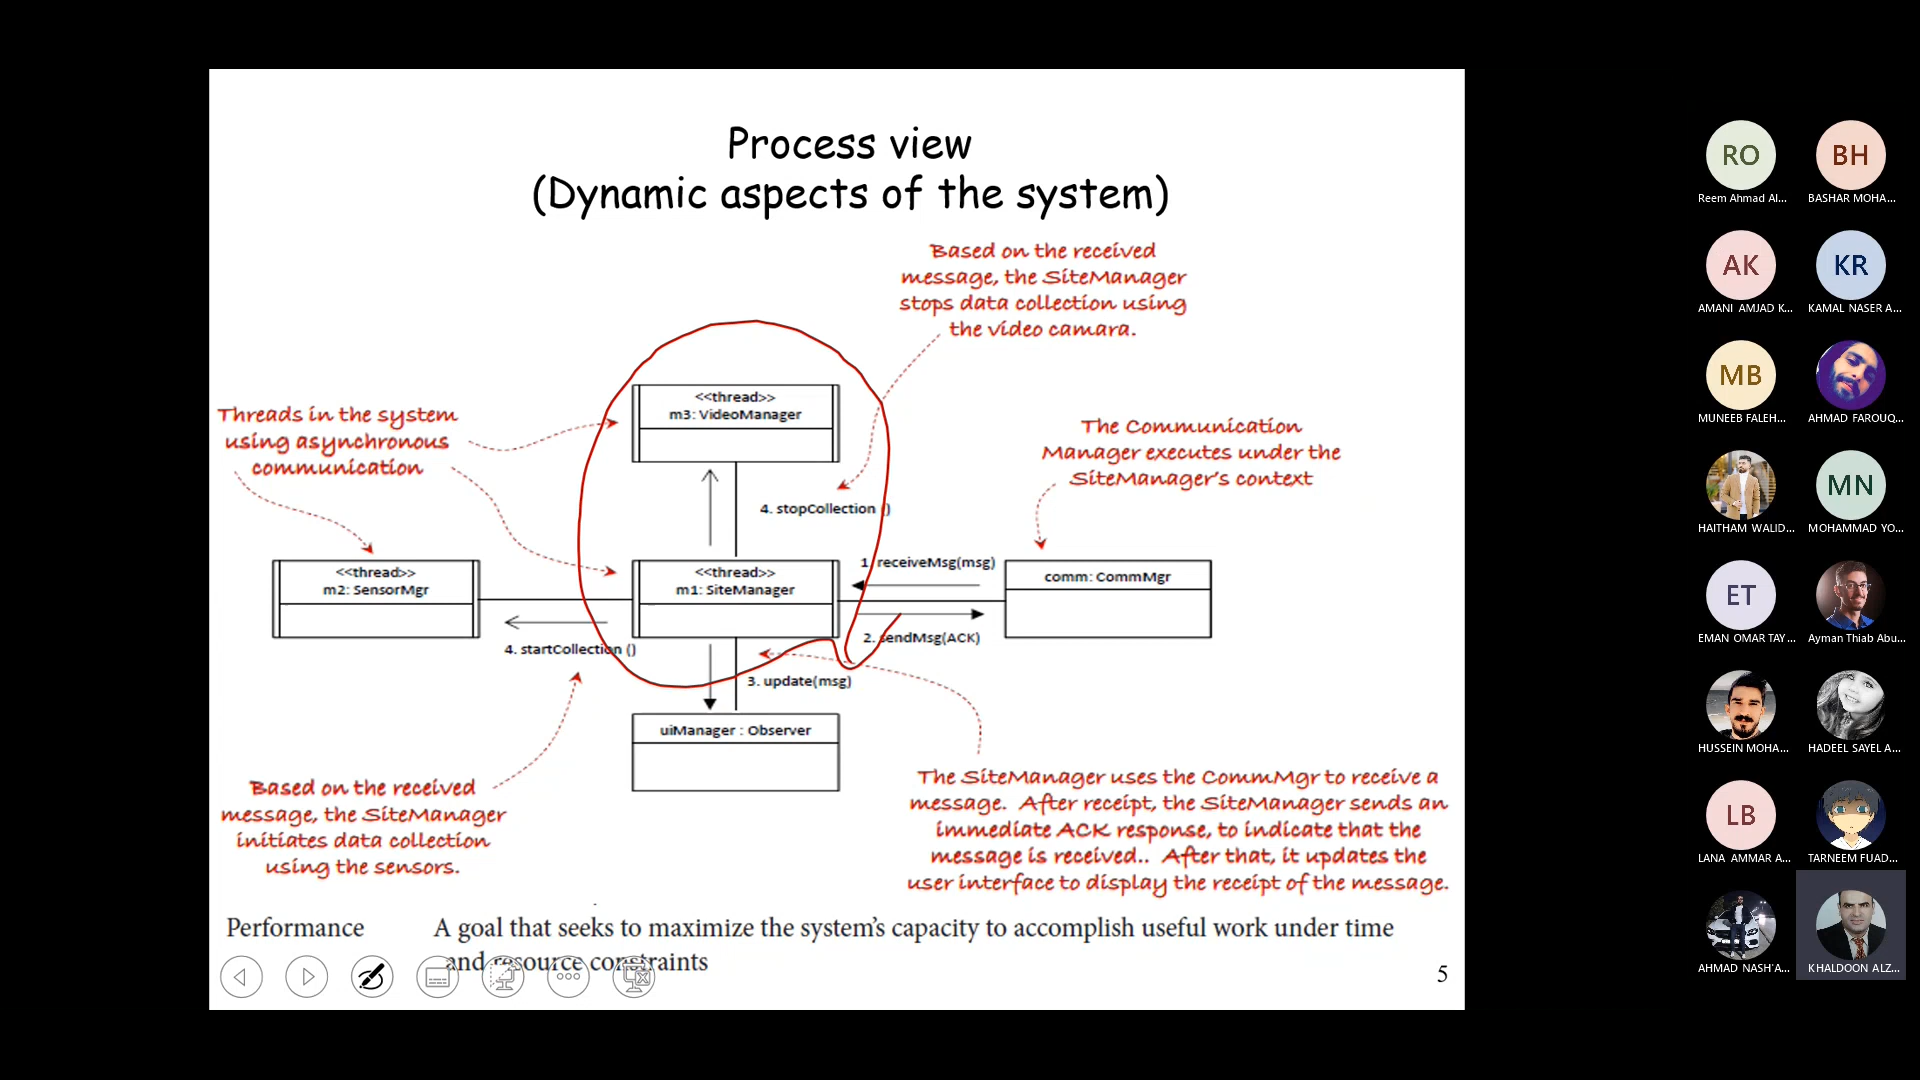 Process view
(Dynamic aspects of the system)
Based on the received
message, the SiteManager
stops data collection using
the video camara.
<<thread>>
m3: VideoManager
Threads in the system
using asynchronous
communication
The Communication
Manager executes under the
SiteManager's context
4. stopCollection ()
<<thread>>
m2: SensorMgr
<<thread>>
m1: SiteManager
1. receiveMsg(msg)
comm: CommMgr
2. sendMsg(ACK)
4. startCollection ()
3. update(msg)
uiManager : Observer
Based on the received
message, the SiteManager
initiates data collection
using the sensors.
The SiteManager uses the CommMgr to receive a
message. After receipt, the SiteManager sends an
immediate ACK response, to indicate that the
message is received.. After that, it updates the
user interface to display the receipt of the message.
Performance A goal that seeks to maximize the system's capacity to accomplish useful work under time
and resource constraints
5
RO
Reem Ahmad Al...
BH
BASHAR MOHA...
AK
AMANI AMJAD K...
KR
KAMAL NASER A...
MB
MUNEEB FALEH...
AHMAD FAROUQ...
HAITHAM WALID...
MN
MOHAMMAD YO...
ET
EMAN OMAR TAY...
Ayman Thiab Abu...
HUSSEIN MOHA...
HADEEL SAYEL A...
LB
LANA AMMAR A...
TARNEEM FUAD...
AHMAD NASH'A...
KHALDOON ALZ...